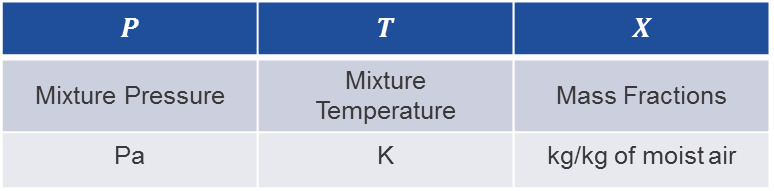 P T X
Mixture Pressure Mixture Temperature Mass Fractions
Pa K kg/kg of moist air